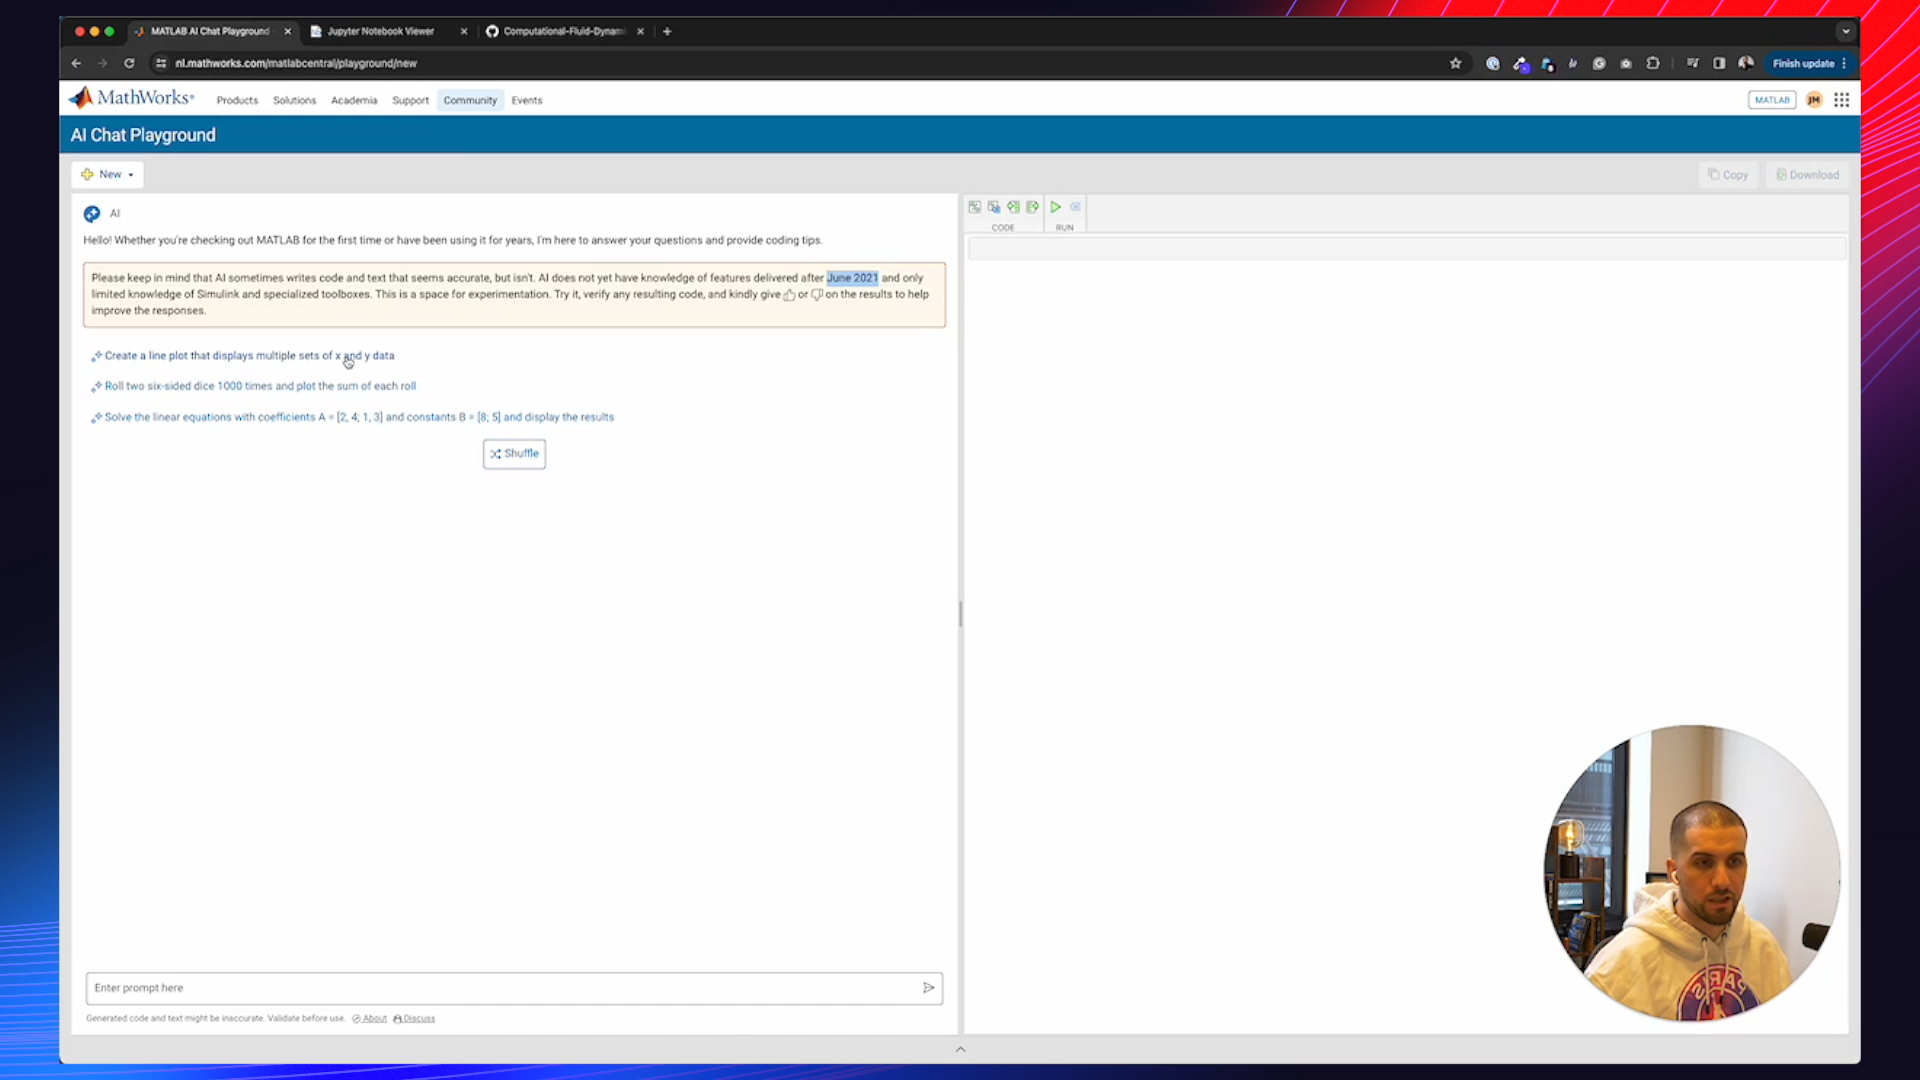 MATLAB AI Chat Playground
Jupyter Notebook Viewer
Computational-Fluid-Dynam
nl.mathworks.com/matlabcentral/playground/new
Finish update
MathWorks®
Products Solutions Academia Support Community Events
MATLAB
JM
AI Chat Playground
New
Copy
Download
AI
Hello! Whether you're checking out MATLAB for the first time or have been using it for years, I'm here to answer your questions and provide coding tips.
Please keep in mind that AI sometimes writes code and text that seems accurate, but isn't. AI does not yet have knowledge of features delivered after June 2021 and only
limited knowledge of Simulink and specialized toolboxes. This is a space for experimentation. Try it, verify any resulting code, and kindly give or on the results to help
improve the responses.
Create a line plot that displays multiple sets of x and y data
Roll two six-sided dice 1000 times and plot the sum of each roll
Solve the linear equations with coefficients A = [2, 4; 1, 3] and constants B = [8; 5] and display the results
Shuffle
CODE
RUN
Enter prompt here
Generated code and text might be inaccurate. Validate before use. About Discuss
PARIS